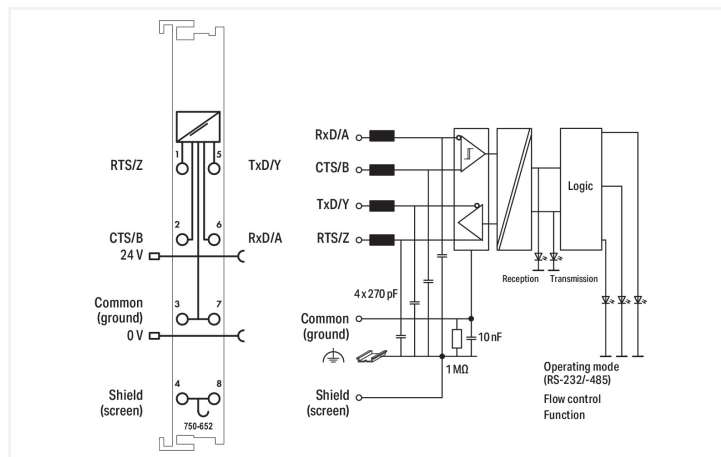 1
5
RTS/Z
TxD/Y
2
6
CTS/B
RxD/A
24 V
Common
(ground)
3
7
0 V
Shield
(screen)
4
8
750-652
RxD/A
CTS/B
TxD/Y
RTS/Z
Logic
Reception
Transmission
4 x 270 pF
Common
(ground)
10 nF
1 MΩ
Shield
(screen)
Operating mode
(RS-232/-485)
Flow control
Function